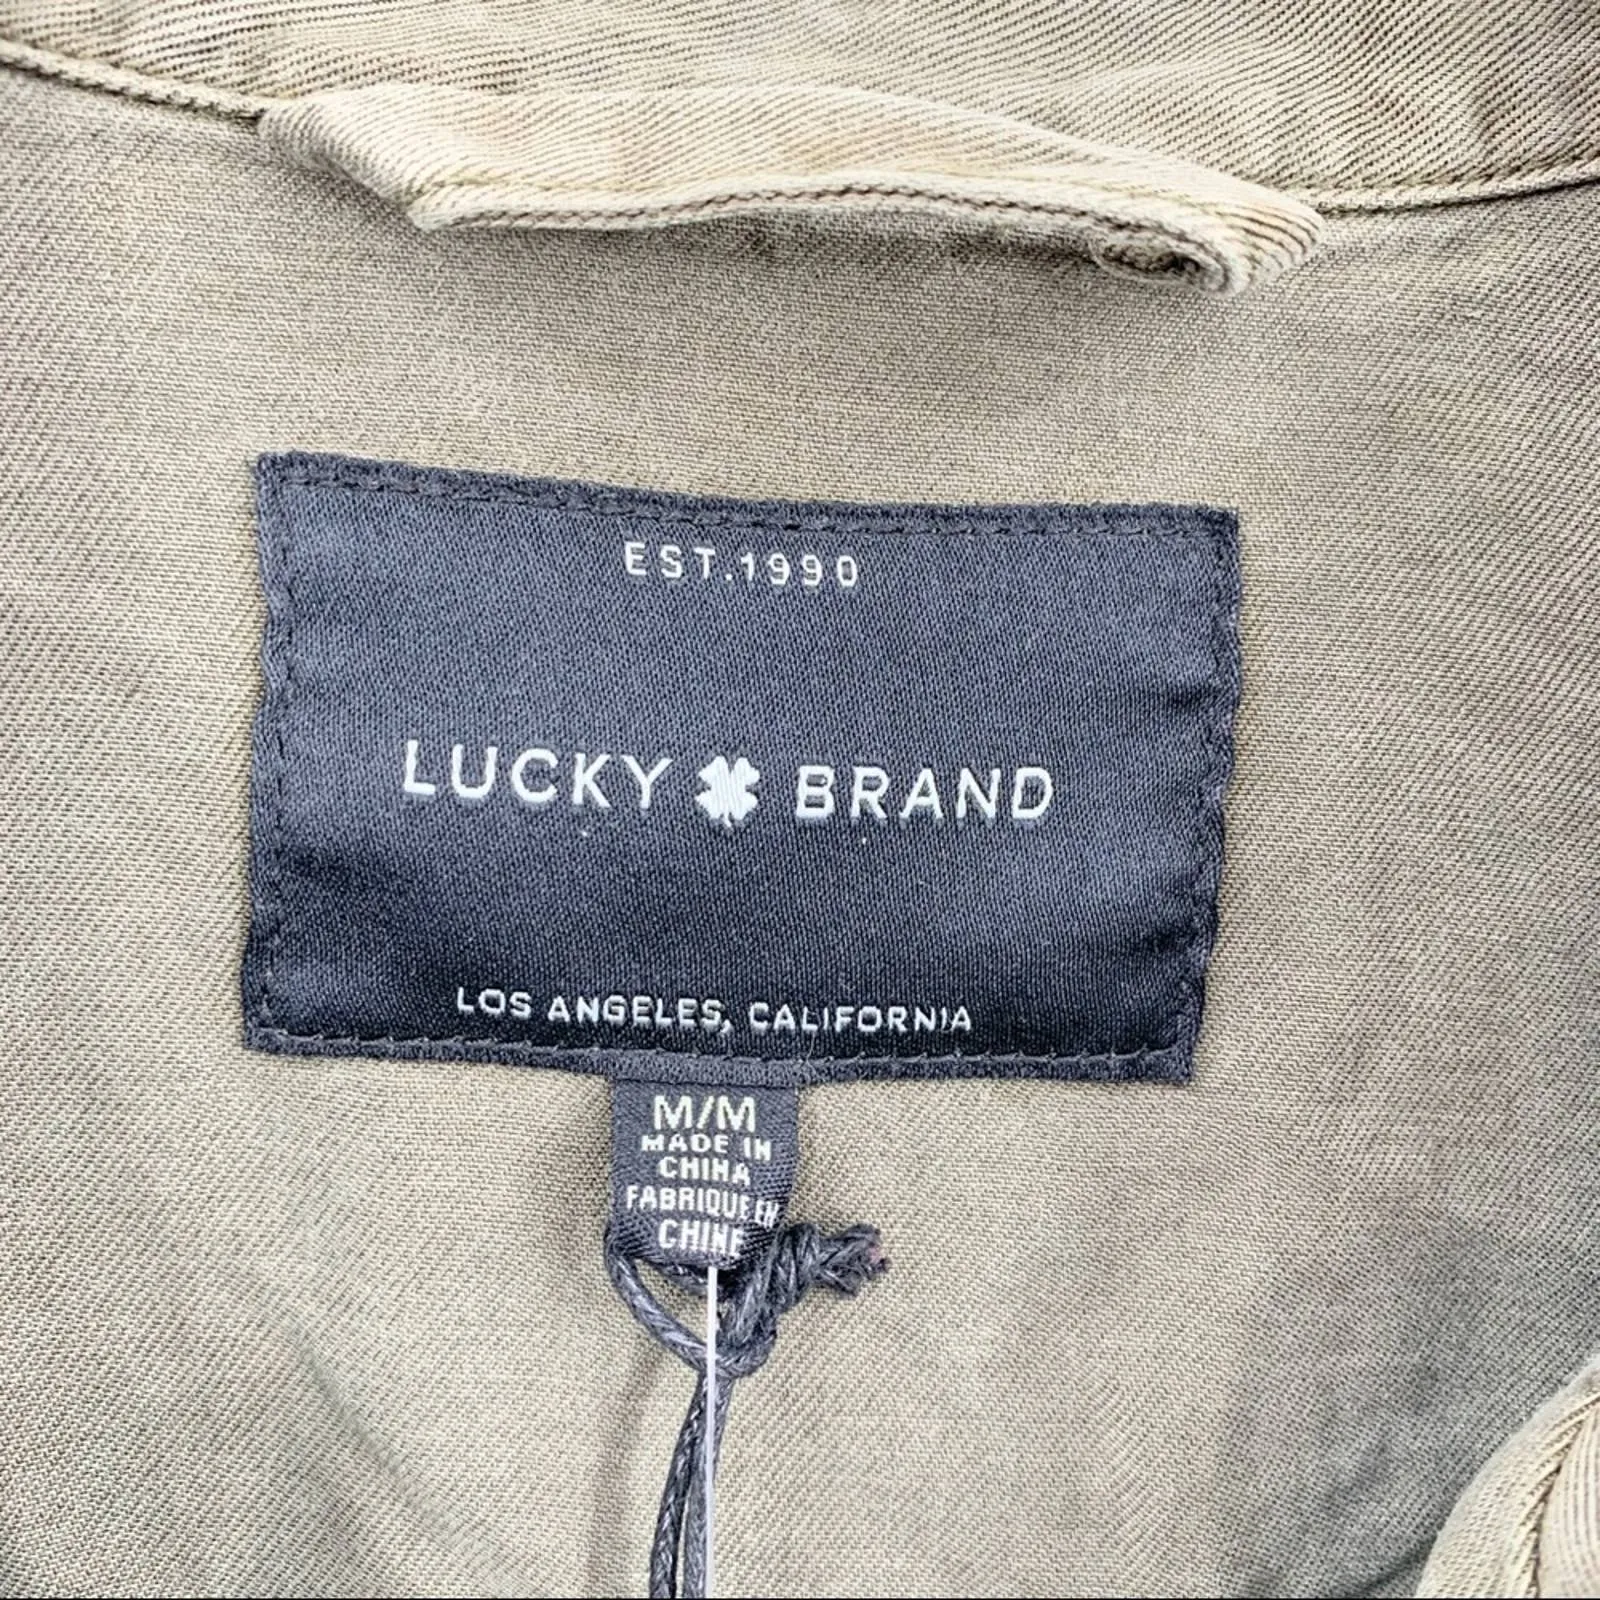 EST.1990
LUCKY BRAND
LOS ANGELES, CALIFORNIA
M/M
MADE IN
CHINA
FABRIQUE EN
CHINE